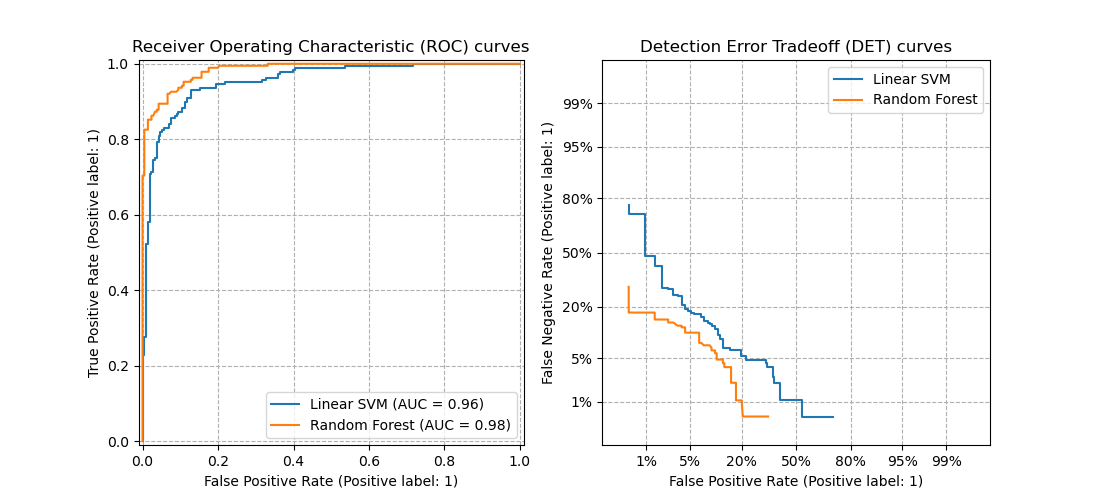 Receiver Operating Characteristic (ROC) curves
True Positive Rate (Positive label: 1)
1.0
0.8
0.6
0.4
0.2
0.0
Linear SVM (AUC = 0.96)
Random Forest (AUC = 0.98)
0.0 0.2 0.4 0.6 0.8 1.0
False Positive Rate (Positive label: 1)
Detection Error Tradeoff (DET) curves
False Negative Rate (Positive label: 1)
Linear SVM
Random Forest
99%
95%
80%
50%
20%
5%
1%
1% 5% 20% 50% 80% 95% 99%
False Positive Rate (Positive label: 1)